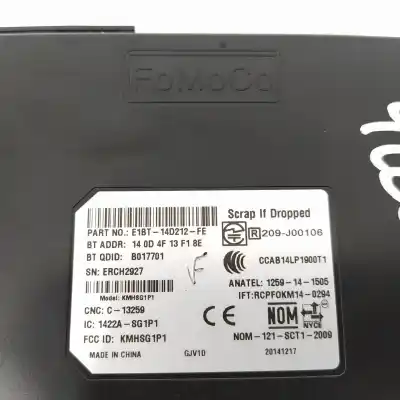 FoMoCo
Scrap If Dropped
PART NO.: E1BT-14D212-FE
BT ADDR: 14 0D 4F 13 F1 8E
R 209-J00106
BT QDID: B017701
CCAB14LP1900T1
SN: ERCH2927
VF
Model: KMHSG1P1
ANATEL: 1259-14-1505
IFT:RCPFOKM14-0294
CNC: C-13259
IC: 1422A-SG1P1
CE
NOM
NYCE
FCC ID: KMHSG1P1
NOM-121-SCT1-2009
MADE IN CHINA
GJV1D
20141217